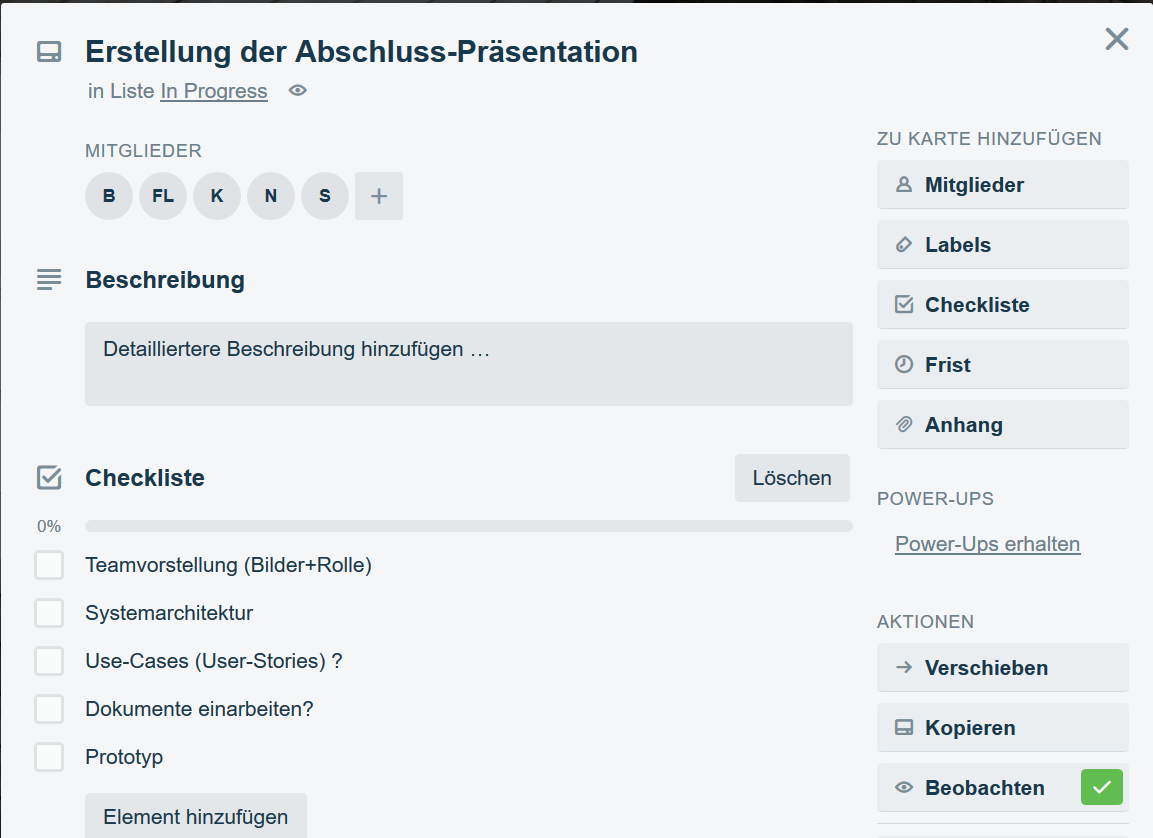 Erstellung der Abschluss-Präsentation
in Liste In Progress
MITGLIEDER
B FL K N S +
Beschreibung
Detailliertere Beschreibung hinzufügen …
Checkliste
Löschen
0%
Teamvorstellung (Bilder+Rolle)
Systemarchitektur
Use-Cases (User-Stories) ?
Dokumente einarbeiten?
Prototyp
Element hinzufügen
ZU KARTE HINZUFÜGEN
Mitglieder
Labels
Checkliste
Frist
Anhang
POWER-UPS
Power-Ups erhalten
AKTIONEN
Verschieben
Kopieren
Beobachten